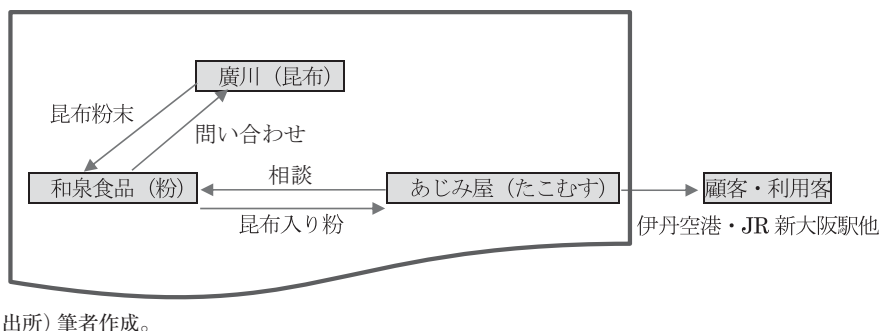 廣川（昆布）
昆布粉末
問い合わせ
和泉食品（粉）
相談
あじみ屋（たこむす）
顧客・利用客
昆布入り粉
伊丹空港・JR 新大阪駅他
出所）筆者作成。